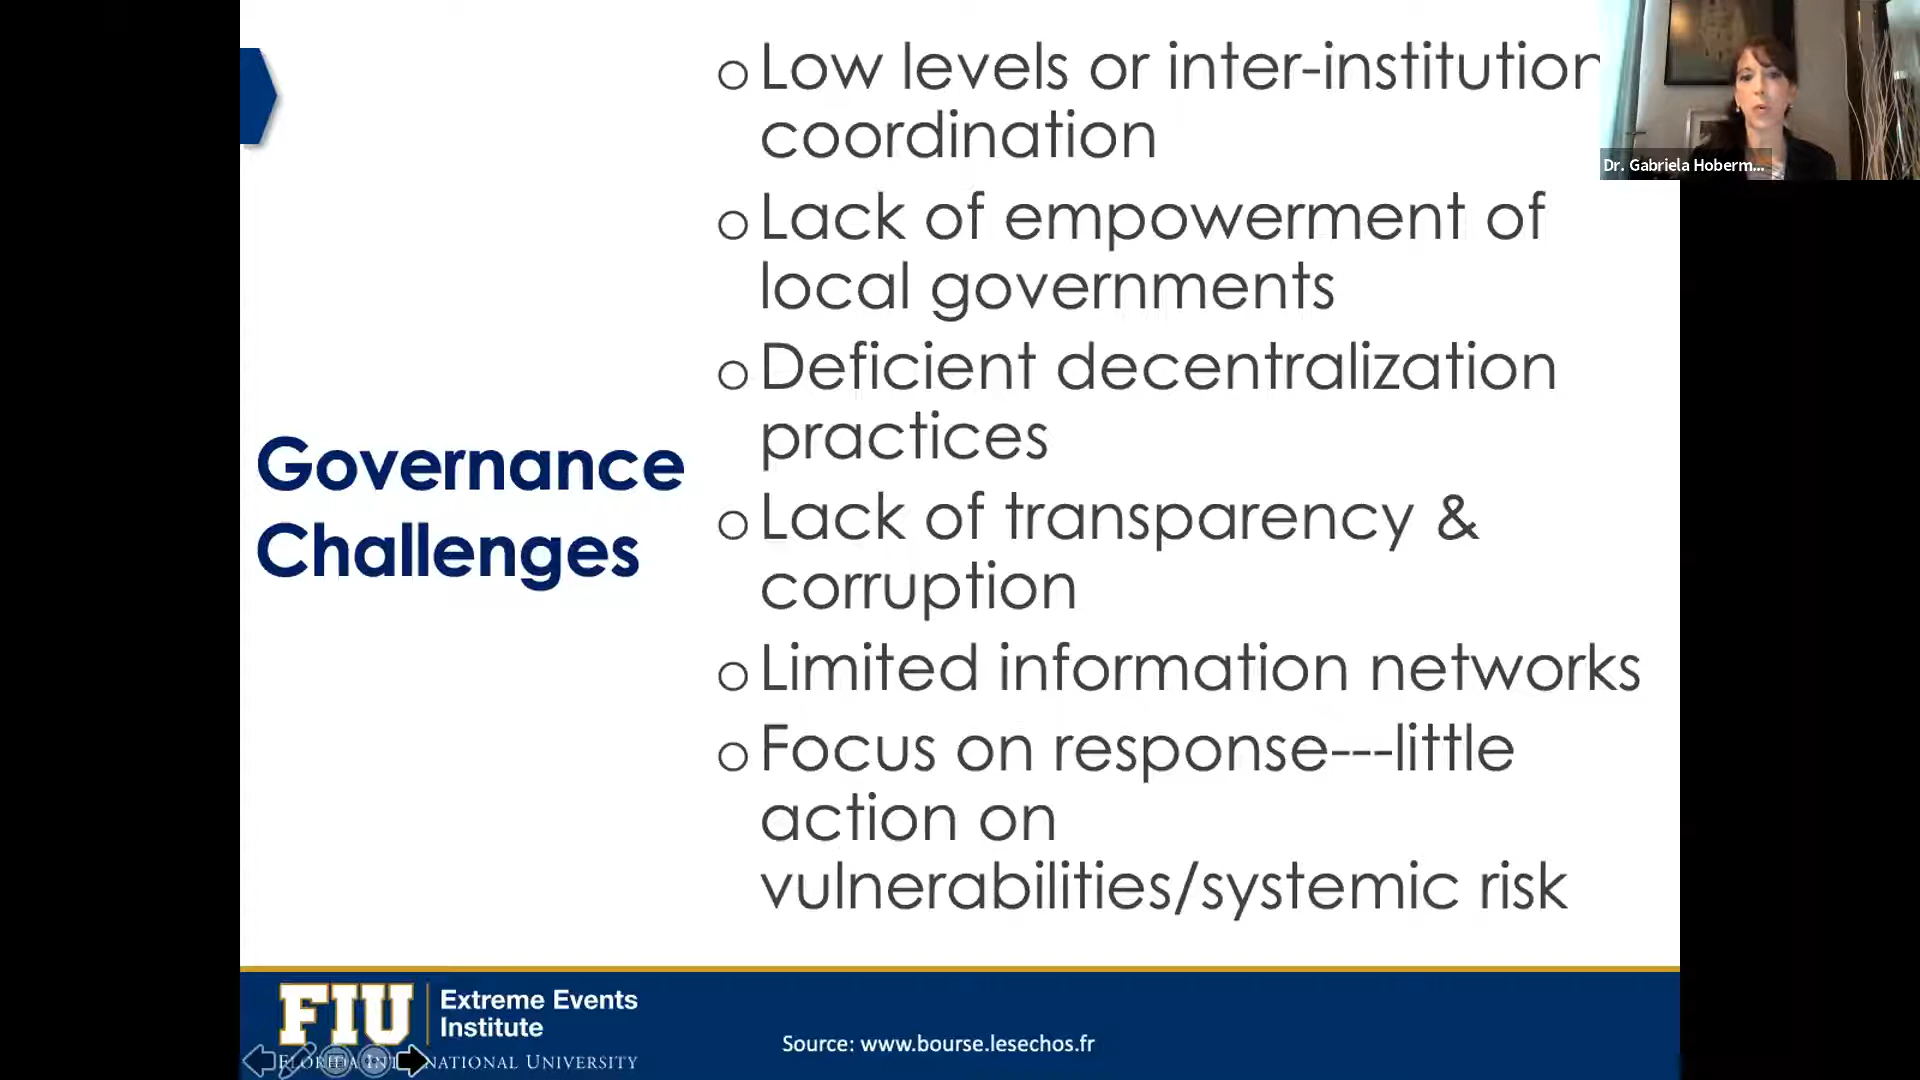 Low levels or inter-institution
coordination
Lack of empowerment of
local governments
Deficient decentralization
practices
Lack of transparency &
corruption
Limited information networks
Focus on response---little
action on
vulnerabilities/systemic risk
Governance
Challenges
Dr. Gabriela Hoberm...
FIU
Extreme Events
Institute
FLORIDA INTERNATIONAL UNIVERSITY
Source: www.bourse.lesechos.fr